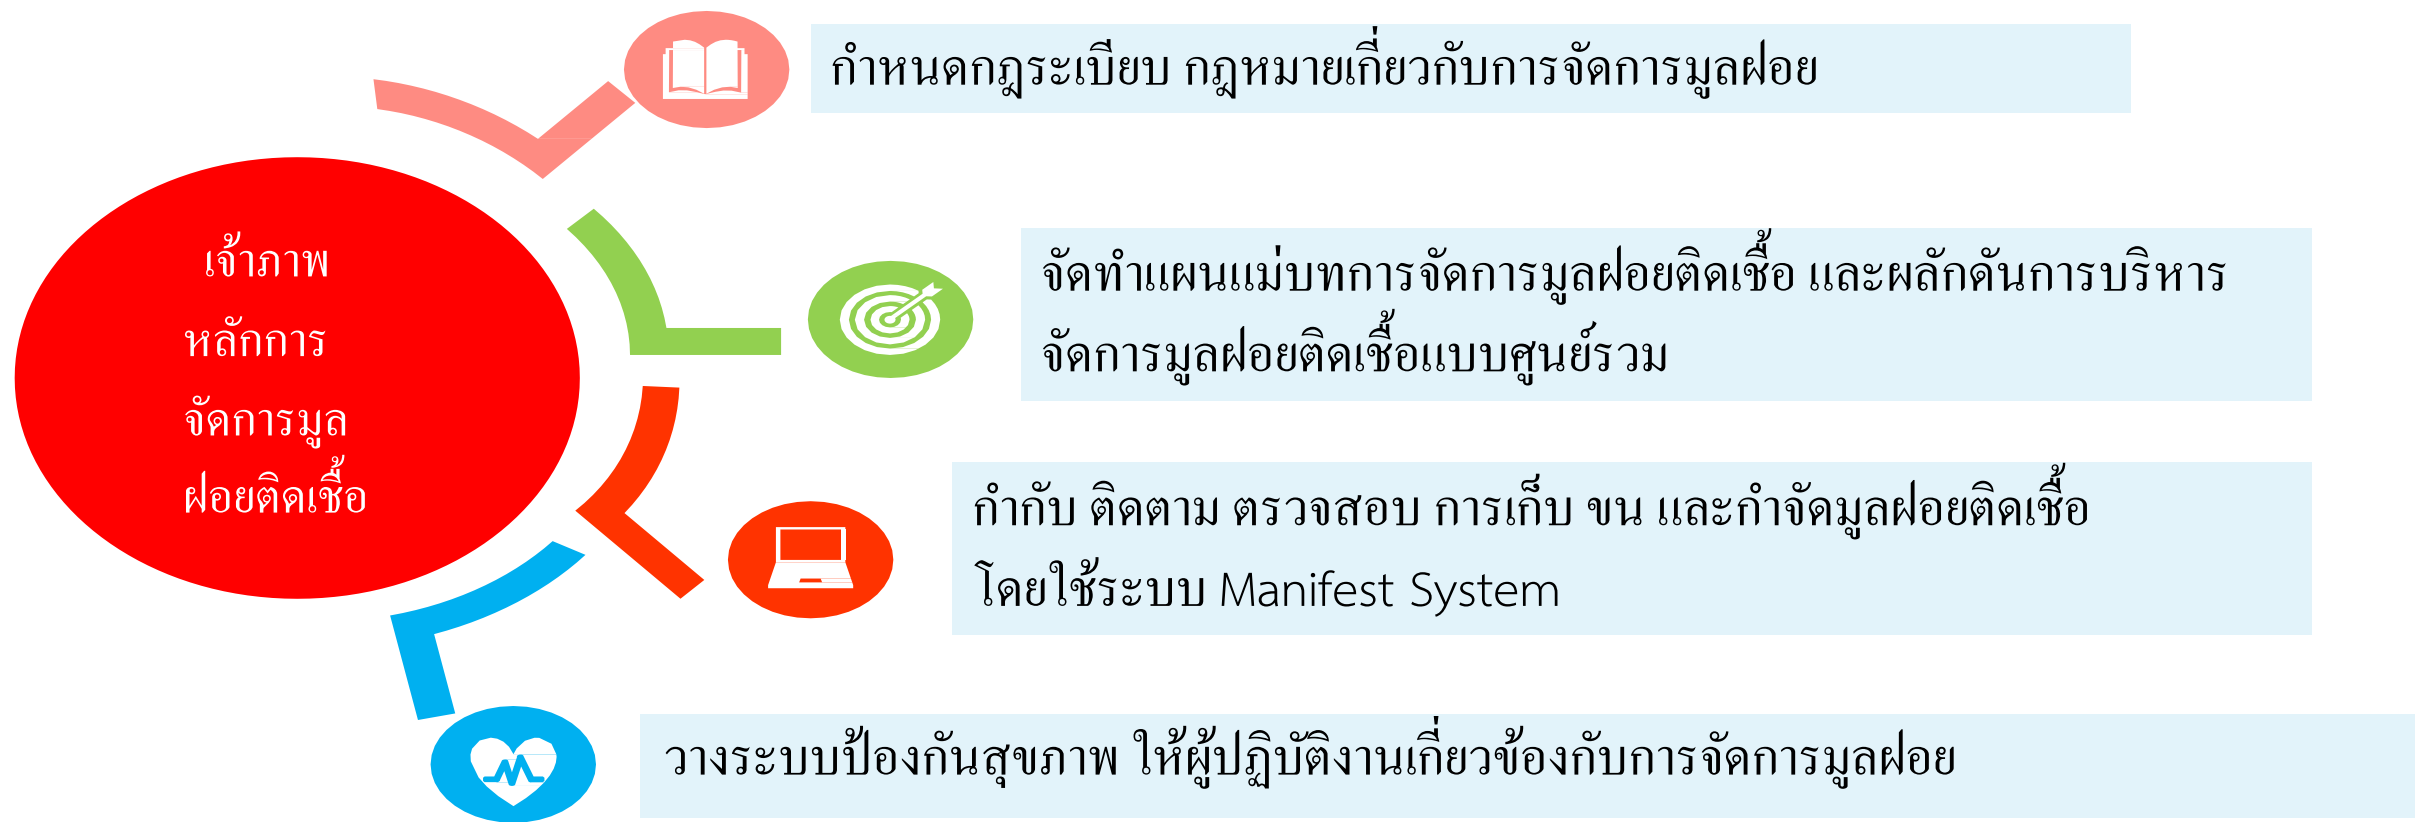 กำหนดกฎระเบียบ กฎหมายเกี่ยวกับการจัดการมูลฝอย
เจ้าภาพ
หลักการ
จัดการมูล
ฝอยติดเชื้อ
จัดทำแผนแม่บทการจัดการมูลฝอยติดเชื้อ และผลักดันการบริหาร
จัดการมูลฝอยติดเชื้อแบบศูนย์รวม
กำกับ ติดตาม ตรวจสอบ การเก็บ ขน และกำจัดมูลฝอยติดเชื้อ
โดยใช้ระบบ Manifest System
วางระบบป้องกันสุขภาพ ให้ผู้ปฏิบัติงานเกี่ยวข้องกับการจัดการมูลฝอย